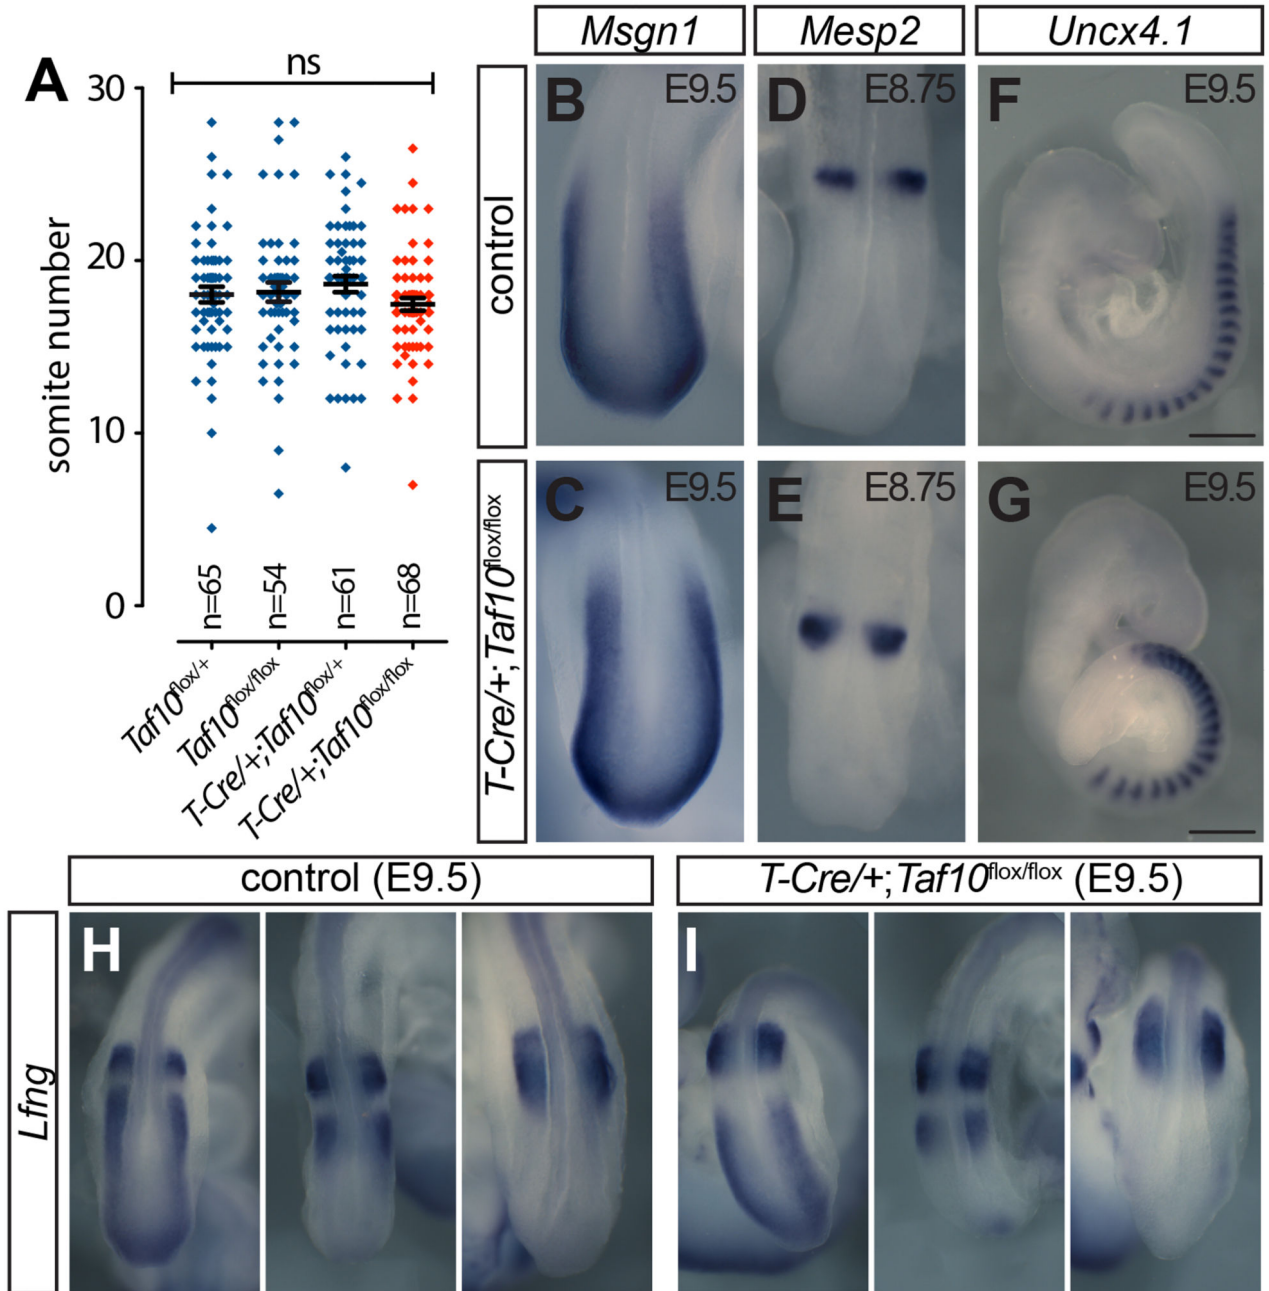 A
ns
30
20
10
0
somite number
n=65
n=54
n=61
n=68
Taf10flox/+
Taf10flox/flox
T-Cre/+;Taf10flox/+
T-Cre/+;Taf10flox/flox
Msgn1
Mesp2
Uncx4.1
control
B
E9.5
D
E8.75
F
E9.5
T-Cre/+;Taf10flox/flox
C
E9.5
E
E8.75
G
E9.5
control (E9.5)
T-Cre/+;Taf10flox/flox (E9.5)
Lfng
H
I